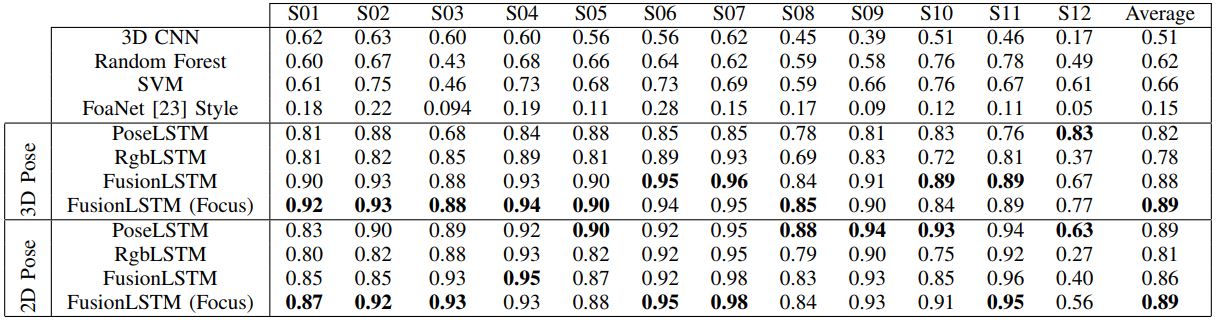 S01 S02 S03 S04 S05 S06 S07 S08 S09 S10 S11 S12 Average
3D CNN 0.62 0.63 0.60 0.60 0.56 0.56 0.62 0.45 0.39 0.51 0.46 0.17 0.51
Random Forest 0.60 0.67 0.43 0.68 0.66 0.64 0.62 0.59 0.58 0.76 0.78 0.49 0.62
SVM 0.61 0.75 0.46 0.73 0.68 0.73 0.69 0.59 0.66 0.76 0.67 0.61 0.66
FoaNet [23] Style 0.18 0.22 0.094 0.19 0.11 0.28 0.15 0.17 0.09 0.12 0.11 0.05 0.15
3D Pose
PoseLSTM 0.81 0.88 0.68 0.84 0.88 0.85 0.85 0.78 0.81 0.83 0.76 0.83 0.82
RgbLSTM 0.81 0.82 0.85 0.89 0.81 0.89 0.93 0.69 0.83 0.72 0.81 0.37 0.78
FusionLSTM 0.90 0.93 0.88 0.93 0.90 0.95 0.96 0.84 0.91 0.89 0.89 0.67 0.88
FusionLSTM (Focus) 0.92 0.93 0.88 0.94 0.90 0.94 0.95 0.85 0.90 0.84 0.89 0.77 0.89
2D Pose
PoseLSTM 0.83 0.90 0.89 0.92 0.90 0.92 0.95 0.88 0.94 0.93 0.94 0.63 0.89
RgbLSTM 0.80 0.82 0.88 0.93 0.82 0.92 0.95 0.79 0.90 0.75 0.92 0.27 0.81
FusionLSTM 0.85 0.85 0.93 0.95 0.87 0.92 0.98 0.83 0.93 0.85 0.96 0.40 0.86
FusionLSTM (Focus) 0.87 0.92 0.93 0.93 0.88 0.95 0.98 0.84 0.93 0.91 0.95 0.56 0.89